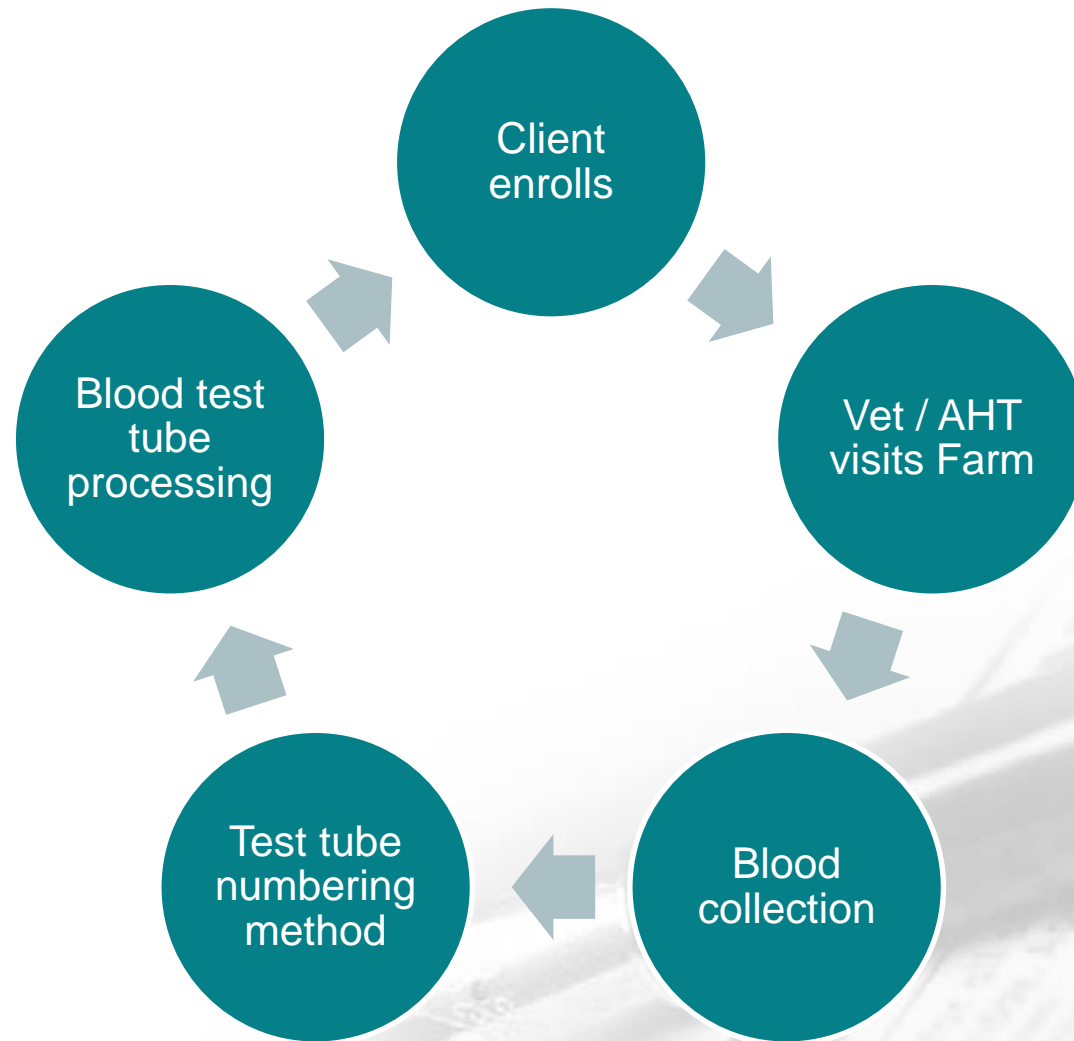 Client
enrolls
Vet / AHT
visits Farm
Blood
collection
Test tube
numbering
method
Blood test
tube
processing